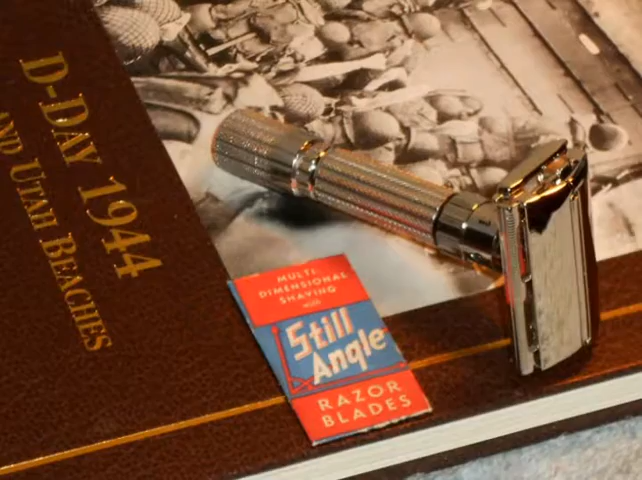 D-DAY 1944
AND UTAH BEACHES
MULTI-
DIMENSIONAL
SHAVING
with
Still
Angle
RAZOR
BLADES